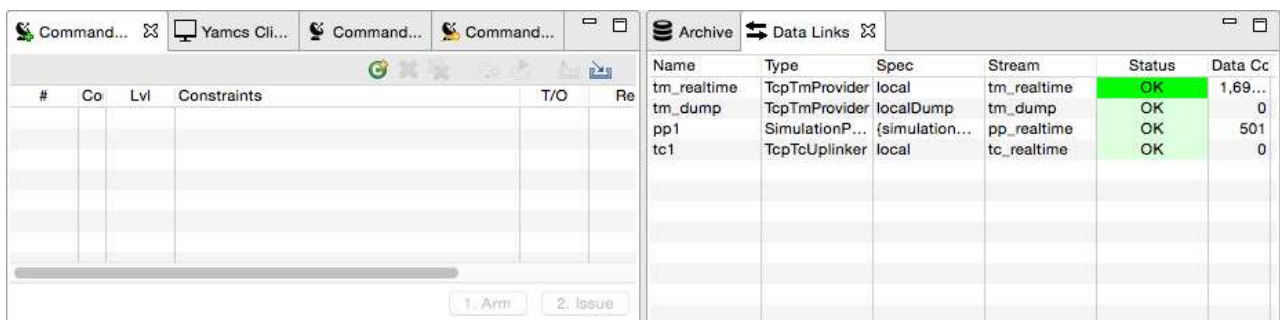 Command... Yamcs Cli... Command... Command...
# Co Lvl Constraints T/O Re
1. Arm 2. Issue
Archive Data Links
Name Type Spec Stream Status Data Cc
tm_realtime TcpTmProvider local tm_realtime OK 1,69...
tm_dump TcpTmProvider localDump tm_dump OK 0
pp1 SimulationP... {simulation... pp_realtime OK 501
tc1 TcpTcUplinker local tc_realtime OK 0